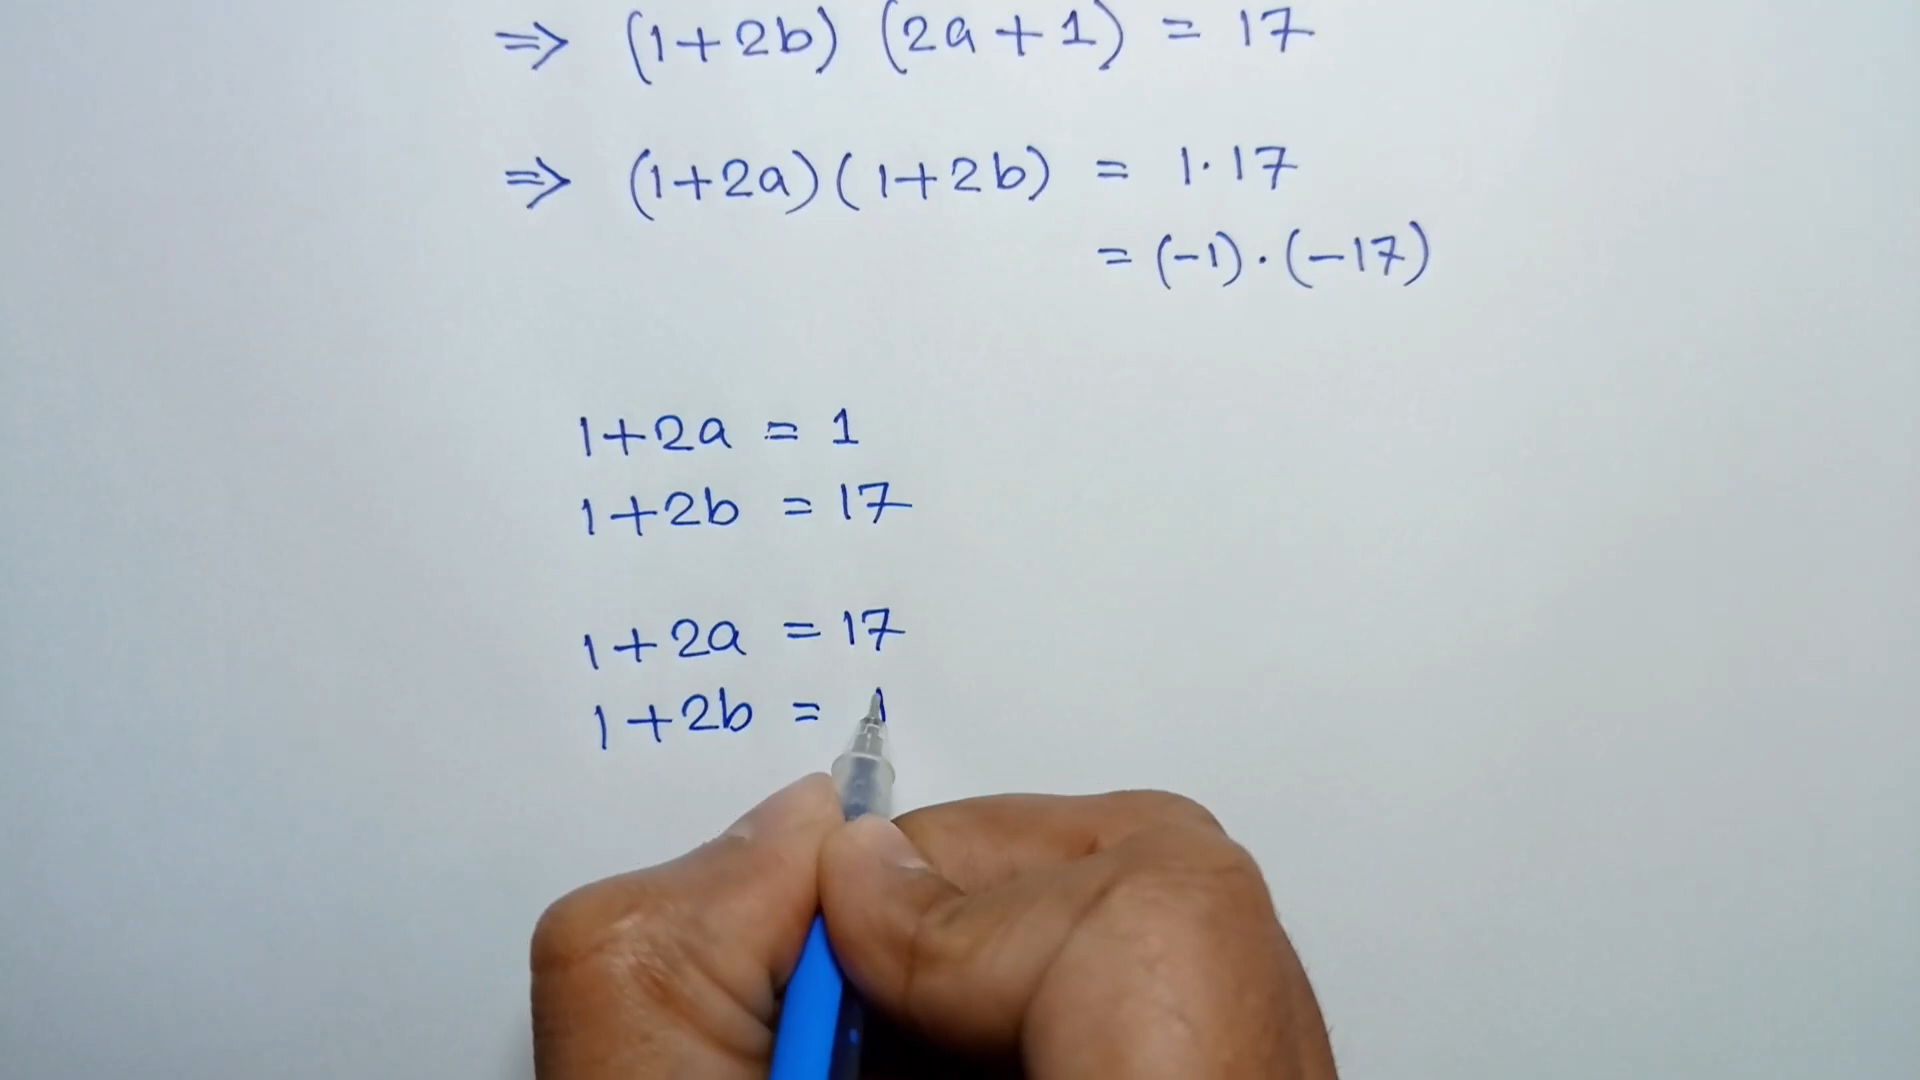 ⇒ (1+2b) (2a+1) = 17
⇒ (1+2a)(1+2b) = 1·17
= (-1)·(-17)
1+2a = 1
1+2b = 17
1+2a = 17
1+2b = 1